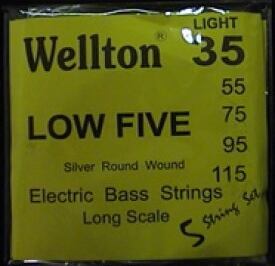 LIGHT
Wellton® 35
55
LOW FIVE 75
95
Silver Round Wound
115
Electric Bass Strings
Long Scale
5 String Set